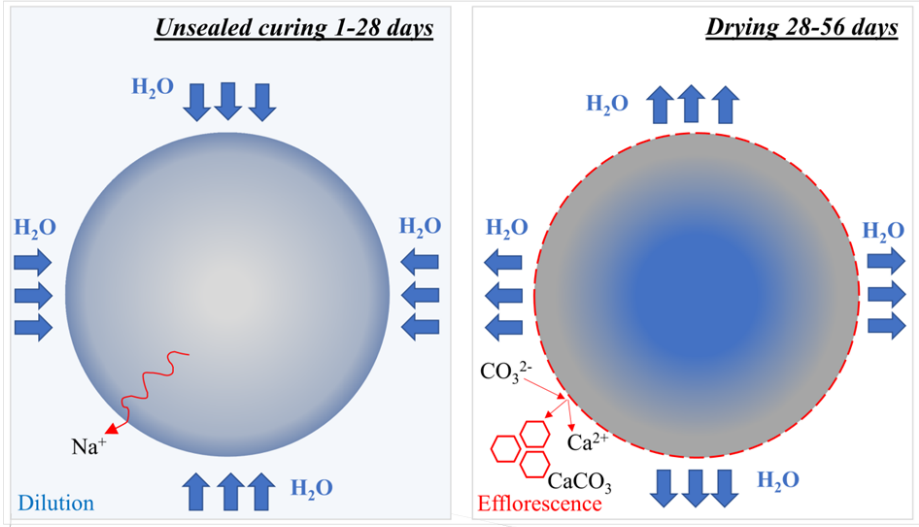 Unsealed curing 1-28 days
H₂O
H₂O
H₂O
Na⁺
H₂O
Dilution
Drying 28-56 days
H₂O
H₂O
H₂O
CO₃²⁻
Ca²⁺
CaCO₃
H₂O
Efflorescence